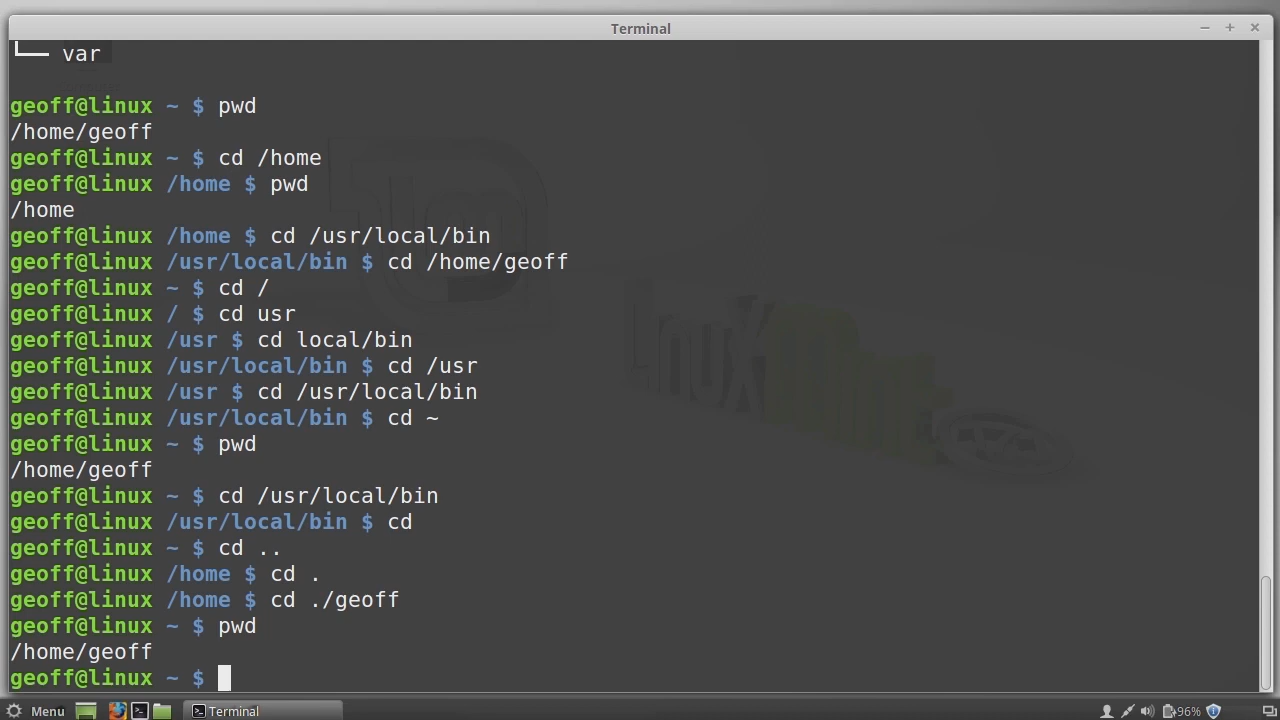 Terminal
└── var
geoff@linux ~ $ pwd
/home/geoff
geoff@linux ~ $ cd /home
geoff@linux /home $ pwd
/home
geoff@linux /home $ cd /usr/local/bin
geoff@linux /usr/local/bin $ cd /home/geoff
geoff@linux ~ $ cd /
geoff@linux / $ cd usr
geoff@linux /usr $ cd local/bin
geoff@linux /usr/local/bin $ cd /usr
geoff@linux /usr $ cd /usr/local/bin
geoff@linux /usr/local/bin $ cd ~
geoff@linux ~ $ pwd
/home/geoff
geoff@linux ~ $ cd /usr/local/bin
geoff@linux /usr/local/bin $ cd
geoff@linux ~ $ cd ..
geoff@linux /home $ cd .
geoff@linux /home $ cd ./geoff
geoff@linux ~ $ pwd
/home/geoff
geoff@linux ~ $
Linux Mint
Menu Terminal 96%